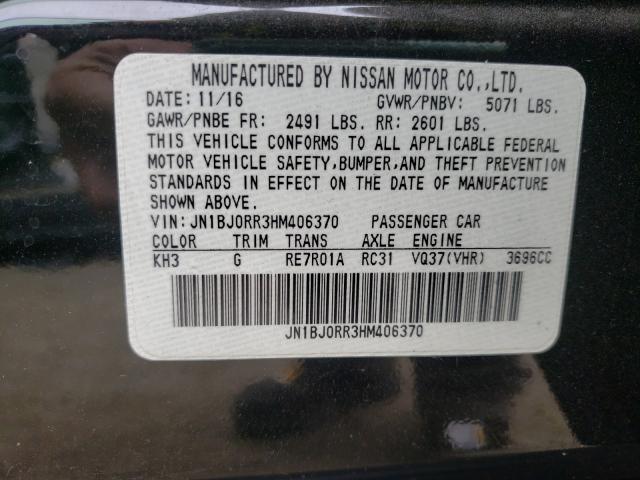 MANUFACTURED BY NISSAN MOTOR CO.,LTD.
DATE: 11/16 GVWR/PNBV: 5071 LBS.
GAWR/PNBE FR: 2491 LBS. RR: 2601 LBS.
THIS VEHICLE CONFORMS TO ALL APPLICABLE FEDERAL
MOTOR VEHICLE SAFETY,BUMPER,AND THEFT PREVENTION
STANDARDS IN EFFECT ON THE DATE OF MANUFACTURE
SHOWN ABOVE.
VIN: JN1BJ0RR3HM406370 PASSENGER CAR
COLOR TRIM TRANS AXLE ENGINE
KH3 G RE7R01A RC31 VQ37(VHR) 3696CC
JN1BJ0RR3HM406370